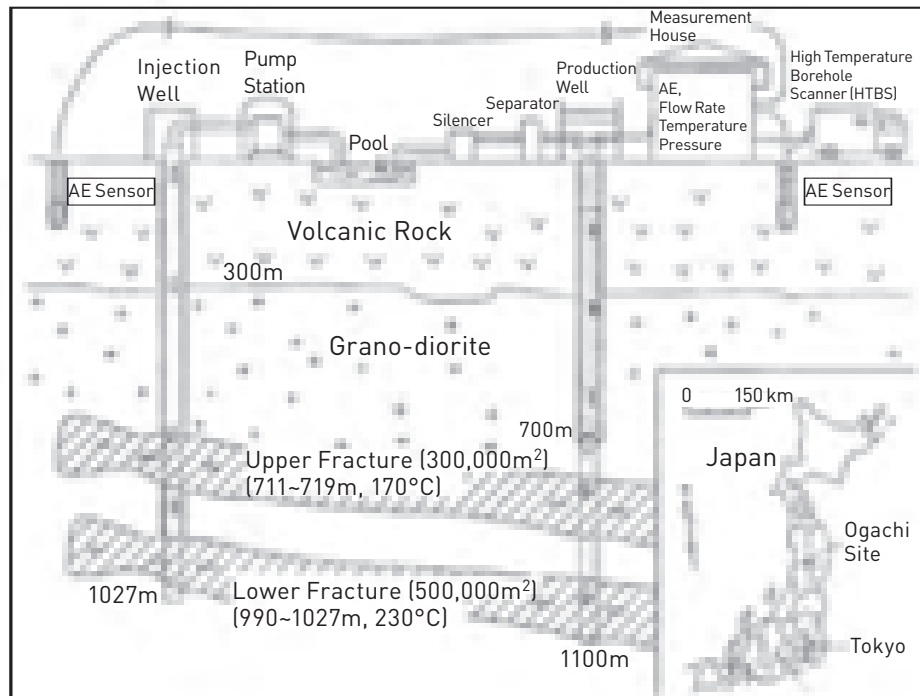 Measurement
House
Injection
Well
Pump
Station
Pool
Silencer
Separator
Production
Well
AE,
Flow Rate
Temperature
Pressure
High Temperature
Borehole
Scanner (HTBS)
AE Sensor
AE Sensor
Volcanic Rock
300m
Grano-diorite
700m
Upper Fracture (300,000m²)
(711~719m, 170°C)
Lower Fracture (500,000m²)
(990~1027m, 230°C)
1027m
1100m
0 150 km
Japan
Ogachi
Site
Tokyo